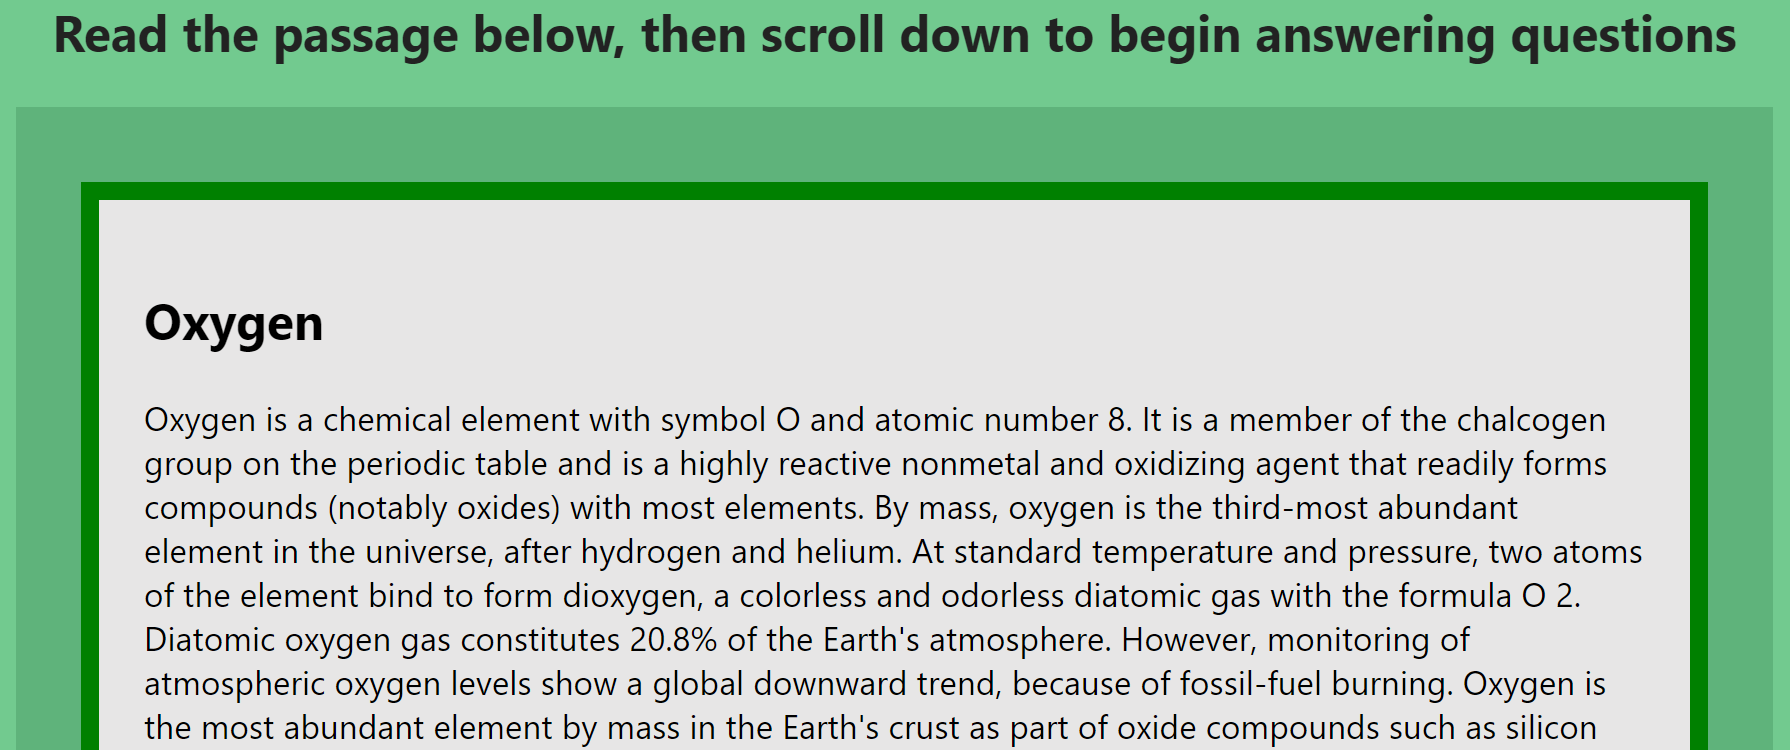 Read the passage below, then scroll down to begin answering questions
Oxygen
Oxygen is a chemical element with symbol O and atomic number 8. It is a member of the chalcogen
group on the periodic table and is a highly reactive nonmetal and oxidizing agent that readily forms
compounds (notably oxides) with most elements. By mass, oxygen is the third-most abundant
element in the universe, after hydrogen and helium. At standard temperature and pressure, two atoms
of the element bind to form dioxygen, a colorless and odorless diatomic gas with the formula O 2.
Diatomic oxygen gas constitutes 20.8% of the Earth's atmosphere. However, monitoring of
atmospheric oxygen levels show a global downward trend, because of fossil-fuel burning. Oxygen is
the most abundant element by mass in the Earth's crust as part of oxide compounds such as silicon